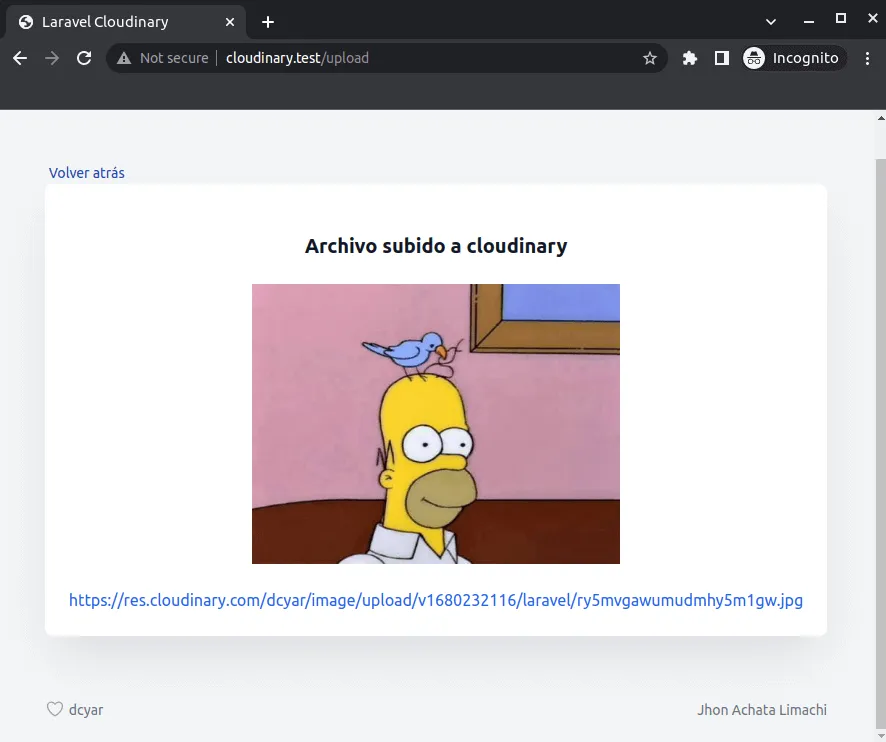 Laravel Cloudinary
Not secure
cloudinary.test/upload
Incognito
Volver atrás
Archivo subido a cloudinary
https://res.cloudinary.com/dcyar/image/upload/v1680232116/laravel/ry5mvgawumudmhy5m1gw.jpg
dcyar
Jhon Achata Limachi